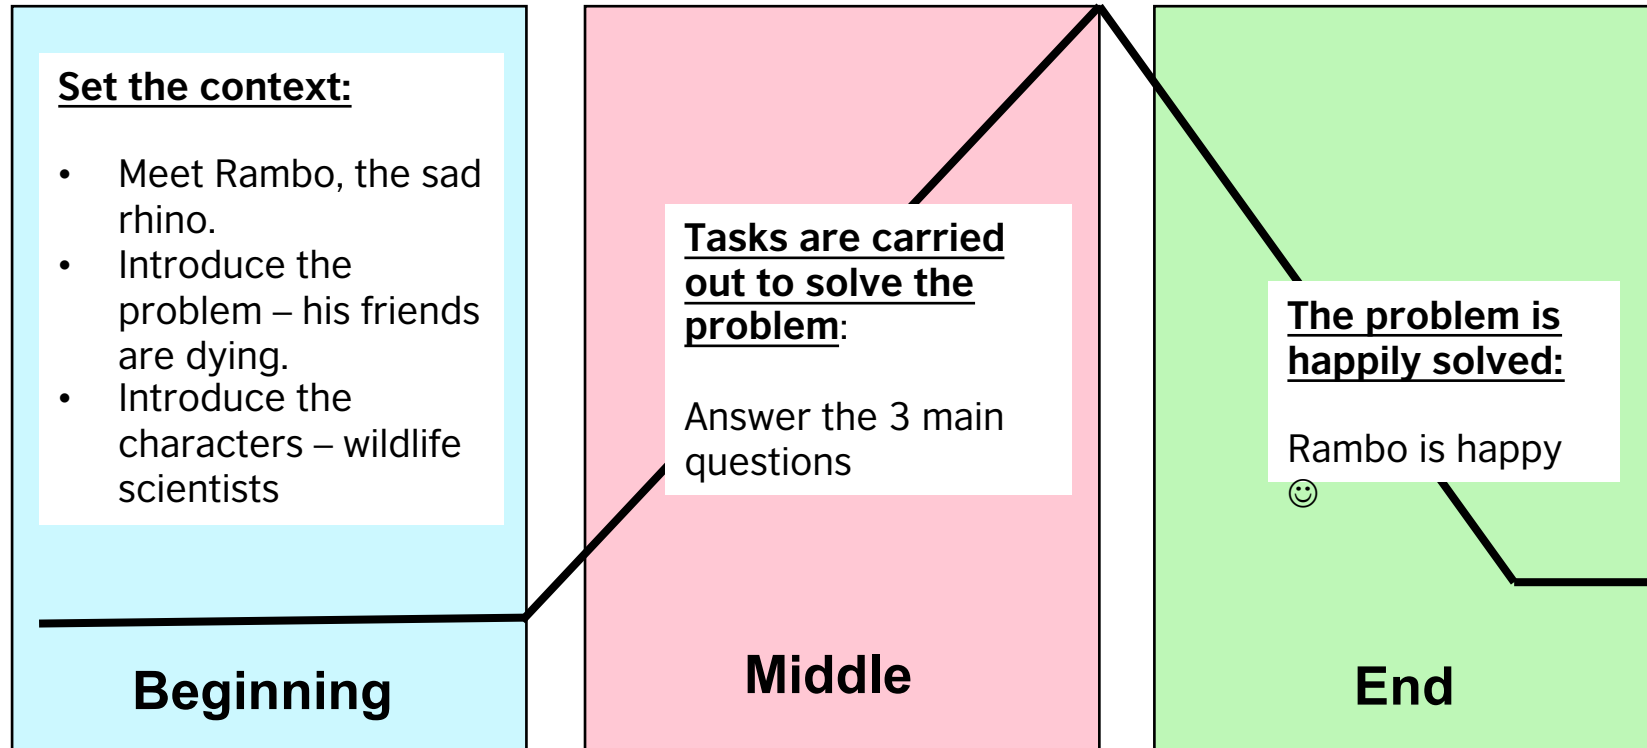 Set the context:
• Meet Rambo, the sad
rhino.
• Introduce the
problem – his friends
are dying.
• Introduce the
characters – wildlife
scientists
Beginning
Tasks are carried
out to solve the
problem:
Answer the 3 main
questions
Middle
The problem is
happily solved:
Rambo is happy
☺
End